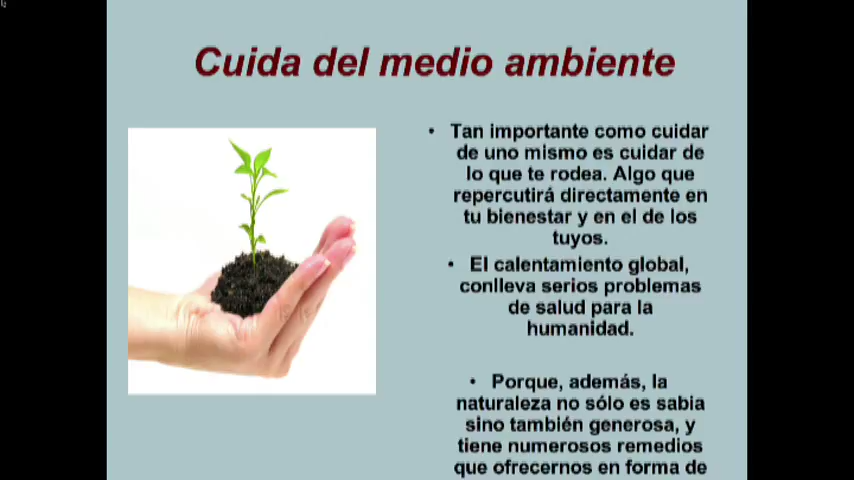 Cuida del medio ambiente
• Tan importante como cuidar
de uno mismo es cuidar de
lo que te rodea. Algo que
repercutirá directamente en
tu bienestar y en el de los
tuyos.
• El calentamiento global,
conlleva serios problemas
de salud para la
humanidad.
• Porque, además, la
naturaleza no sólo es sabia
sino también generosa, y
tiene numerosos remedios
que ofrecernos en forma de